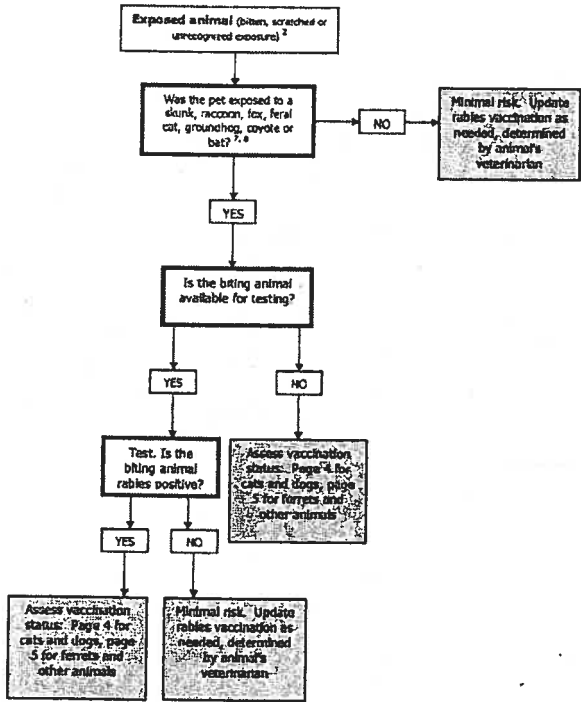 Exposed animal (bitten, scratched or
unrecognized exposure) 2
Was the pet exposed to a
skunk, raccoon, fox, feral
cat, groundhog, coyote or
bat? 7, 8
NO
Minimal risk. Update
rabies vaccination as
needed, determined
by animal's
veterinarian
YES
Is the biting animal
available for testing?
YES
NO
Test. Is the
biting animal
rabies positive?
Assess vaccination
status: Page 4 for
cats and dogs, page
5 for ferrets and
other animals
YES
NO
Assess vaccination
status: Page 4 for
cats and dogs, page
5 for ferrets and
other animals
Minimal risk. Update
rabies vaccination as
needed, determined
by animal's
veterinarian